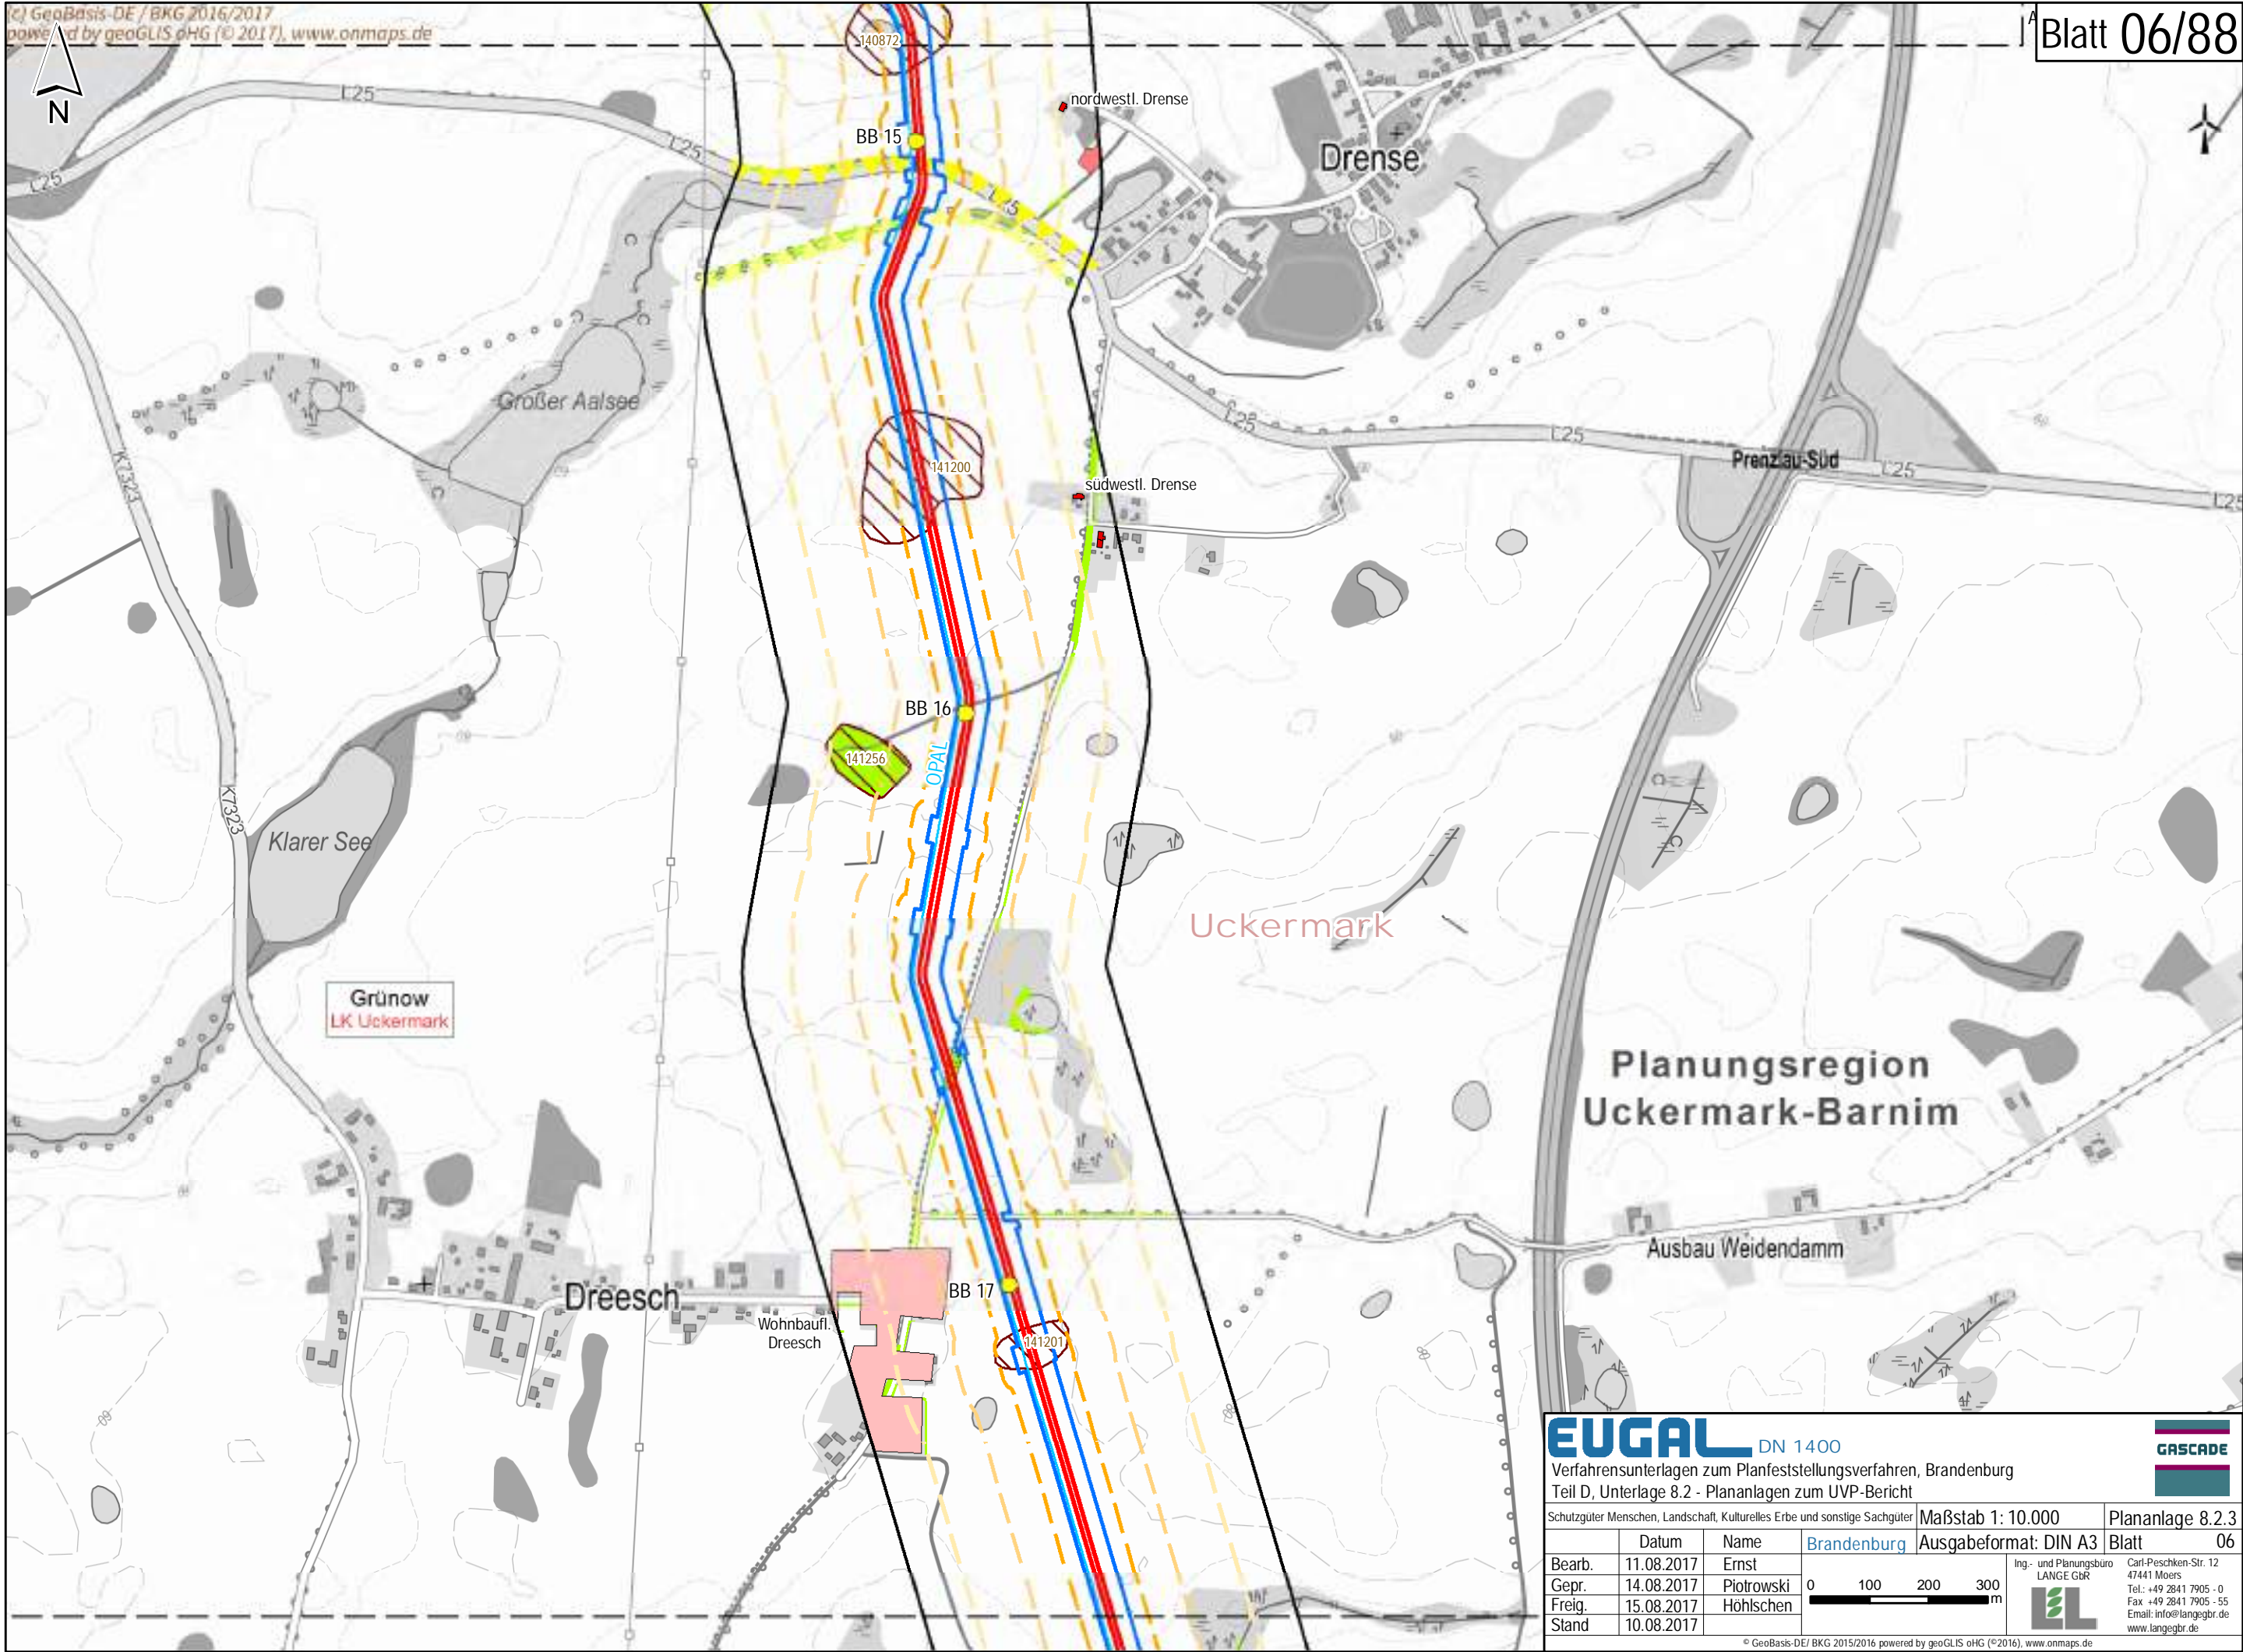 (c) GeoBasis-DE / BKG 2016/2017
powered by geoGLIS oHG (© 2017), www.onmaps.de
Blatt 06/88
N
140872
L25
nordwestl. Drense
BB 15
L25
Drense
L25
L25
Großer Aalsee
L25
L25
Prenzlau-Süd
L25
L25
K7323
141200
südwestl. Drense
BB 16
141256
OPAL
K7323
Klarer See
Uckermark
Grünow
LK Uckermark
Planungsregion
Uckermark-Barnim
Ausbau Weidendamm
Dreesch
BB 17
Wohnbaufl.
Dreesch
141201
EUGAL DN 1400
GASCADE
Verfahrensunterlagen zum Planfeststellungsverfahren, Brandenburg
Teil D, Unterlage 8.2 - Plananlagen zum UVP-Bericht
Schutzgüter Menschen, Landschaft, Kulturelles Erbe und sonstige Sachgüter Maßstab 1: 10.000 Plananlage 8.2.3
Datum Name Brandenburg Ausgabeformat: DIN A3 Blatt 06
Bearb. 11.08.2017 Ernst
Gepr. 14.08.2017 Piotrowski
Freig. 15.08.2017 Höhlschen
Stand 10.08.2017
0 100 200 300
m
Ing.- und Planungsbüro
LANGE GbR
Carl-Peschken-Str. 12
47441 Moers
Tel.: +49 2841 7905 - 0
Fax +49 2841 7905 - 55
Email: info@langegbr.de
www.langegbr.de
© GeoBasis-DE/ BKG 2015/2016 powered by geoGLIS oHG (©2016), www.onmaps.de